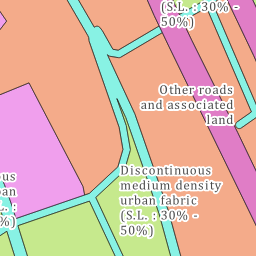 (S.L. : 30% -
50%)
Other roads
and associated
land
Discontinuous
medium density
urban fabric
(S.L. : 30% -
50%)